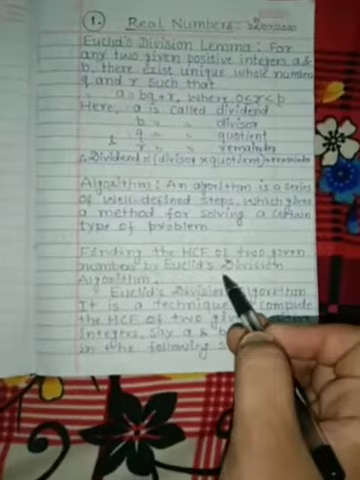 1. Real Numbers
Euclid's Division Lemma: For
any two given positive integers a &
b, there exist unique whole number
q and r such that
a = bq + r, where 0 < r < b
Here, a is called dividend
b " " divisor
q " " quotient
& r " " remainder
∴ Dividend = (divisor x quotient) + remainder
Algorithm: An algorithm is a series
of well-defined steps, which gives
a method for solving a certain
type of problem
Finding the HCF of two given
numbers by Euclid's Division
Algorithm.
Euclid's Division Algorithm
It is a technique compute
the HCF of two
integers, say a & b
in the following